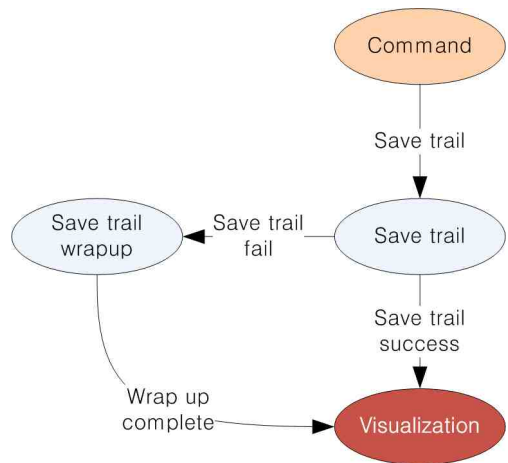 Command
Save trail
Save trail
wrapup
Save trail
fail
Save trail
Save trail
success
Wrap up
complete
Visualization